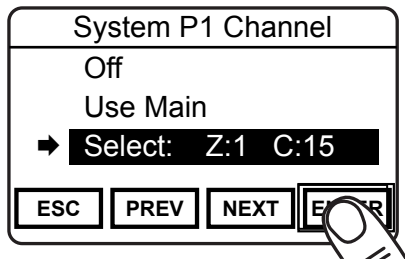 System P1 Channel
Off
Use Main
Select: Z:1 C:15
ESC PREV NEXT